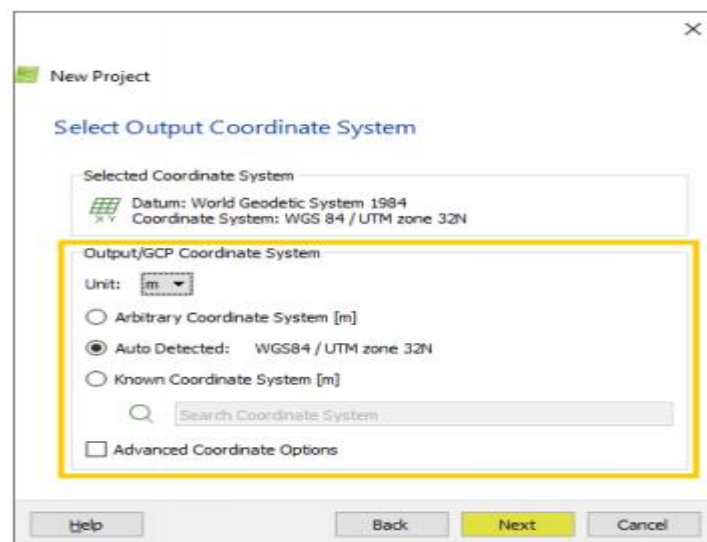 New Project
Select Output Coordinate System
Selected Coordinate System
Datum: World Geodetic System 1984
Coordinate System: WGS 84 / UTM zone 32N
Output/GCP Coordinate System
Unit: m
Arbitrary Coordinate System [m]
Auto Detected: WGS84 / UTM zone 32N
Known Coordinate System [m]
Search Coordinate System
Advanced Coordinate Options
Help Back Next Cancel